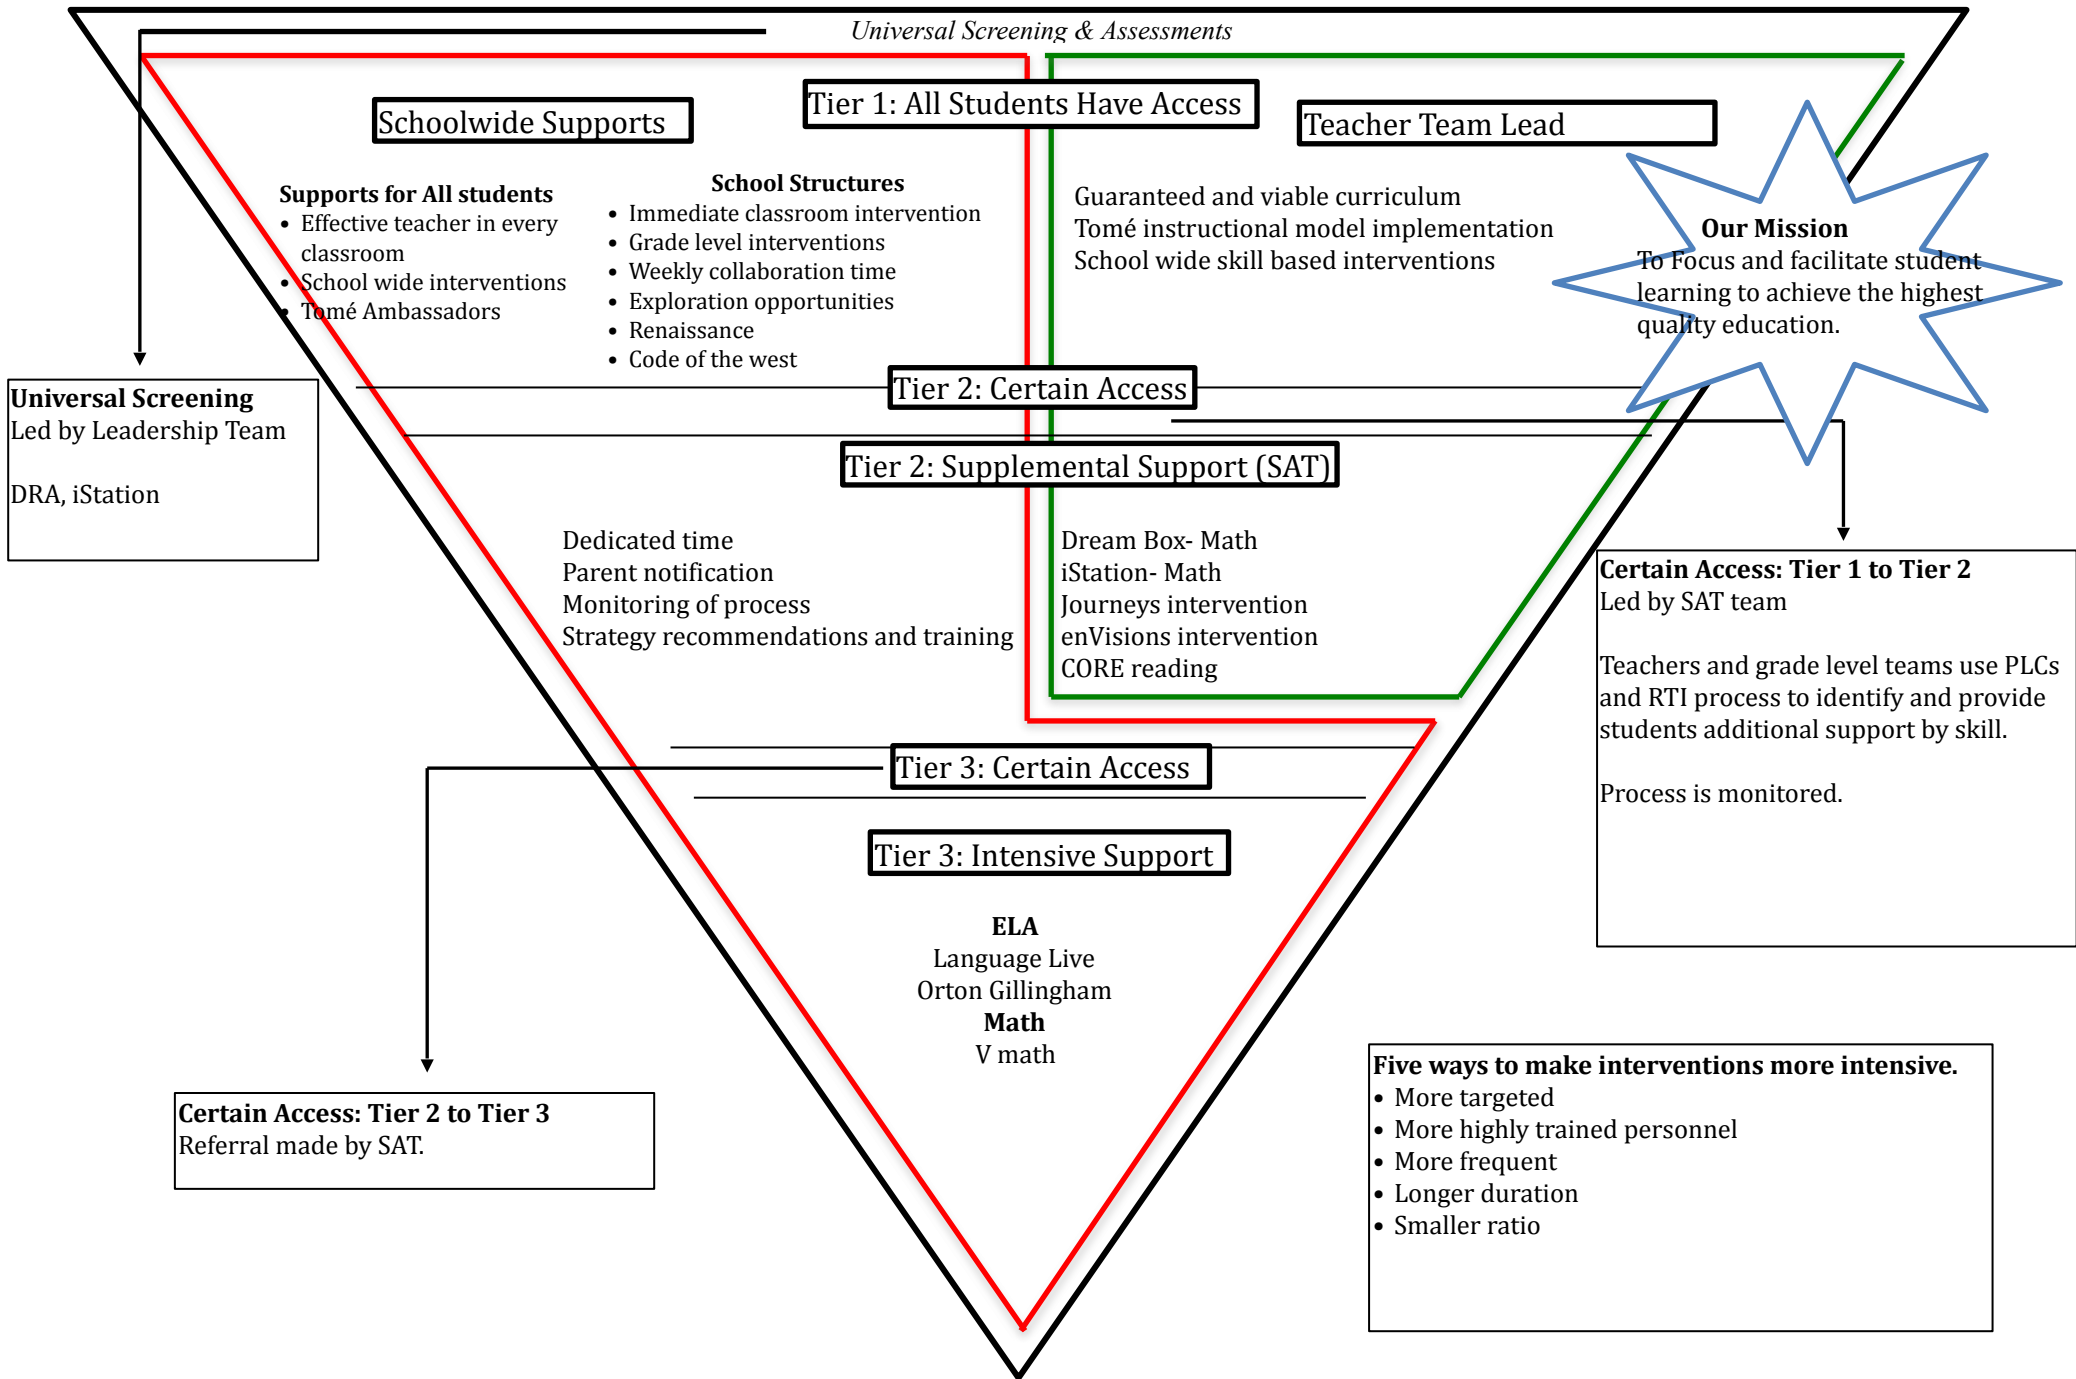 Universal Screening & Assessments
Tier 1: All Students Have Access
Schoolwide Supports
Teacher Team Lead
Supports for All students
• Effective teacher in every
classroom
• School wide interventions
• Tomé Ambassadors
School Structures
• Immediate classroom intervention
• Grade level interventions
• Weekly collaboration time
• Exploration opportunities
• Renaissance
• Code of the west
Guaranteed and viable curriculum
Tomé instructional model implementation
School wide skill based interventions
Our Mission
To Focus and facilitate student
learning to achieve the highest
quality education.
Universal Screening
Led by Leadership Team
DRA, iStation
Tier 2: Certain Access
Tier 2: Supplemental Support (SAT)
Dedicated time
Parent notification
Monitoring of process
Strategy recommendations and training
Dream Box- Math
iStation- Math
Journeys intervention
enVisions intervention
CORE reading
Certain Access: Tier 1 to Tier 2
Led by SAT team
Teachers and grade level teams use PLCs
and RTI process to identify and provide
students additional support by skill.
Process is monitored.
Tier 3: Certain Access
Tier 3: Intensive Support
ELA
Language Live
Orton Gillingham
Math
V math
Certain Access: Tier 2 to Tier 3
Referral made by SAT.
Five ways to make interventions more intensive.
• More targeted
• More highly trained personnel
• More frequent
• Longer duration
• Smaller ratio